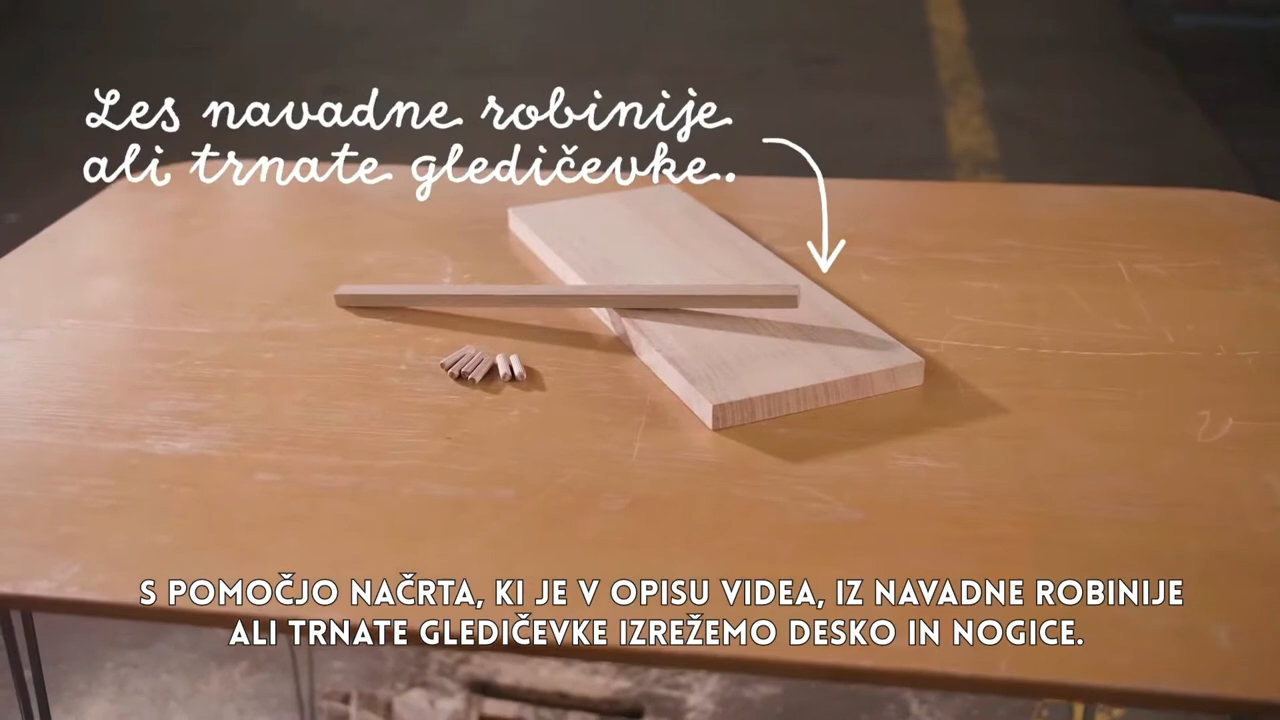 Les navadne robinije
ali trnate gledičevke.
S POMOČJO NAČRTA, KI JE V OPISU VIDEA, IZ NAVADNE ROBINIJE
ALI TRNATE GLEDIČEVKE IZREŽEMO DESKO IN NOGICE.